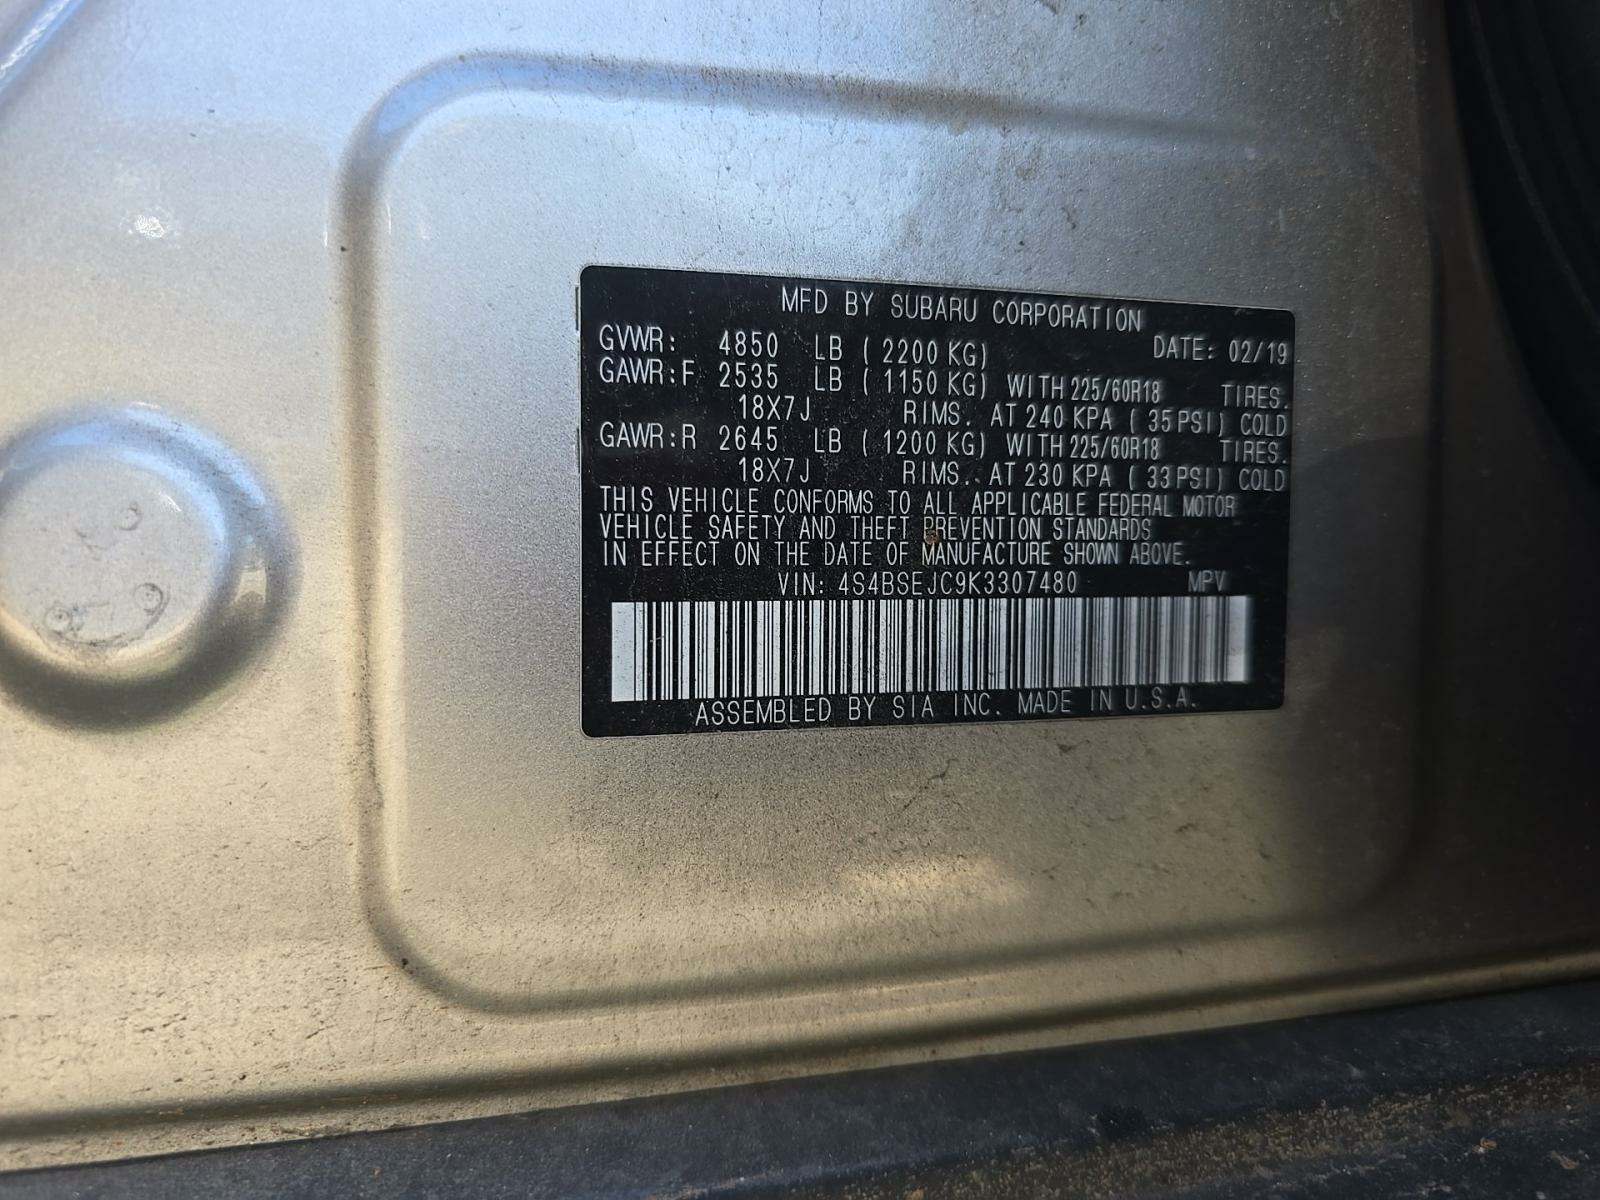 MFD BY SUBARU CORPORATION
GVWR: 4850 LB ( 2200 KG) DATE: 02/19
GAWR:F 2535 LB ( 1150 KG) WITH 225/60R18 TIRES.
18X7J RIMS. AT 240 KPA ( 35 PSI) COLD
GAWR:R 2645 LB ( 1200 KG) WITH 225/60R18 TIRES.
18X7J RIMS. AT 230 KPA ( 33 PSI) COLD
THIS VEHICLE CONFORMS TO ALL APPLICABLE FEDERAL MOTOR
VEHICLE SAFETY AND THEFT PREVENTION STANDARDS
IN EFFECT ON THE DATE OF MANUFACTURE SHOWN ABOVE.
VIN: 4S4BSEJC9K3307480 MPV
ASSEMBLED BY SIA INC. MADE IN U.S.A.